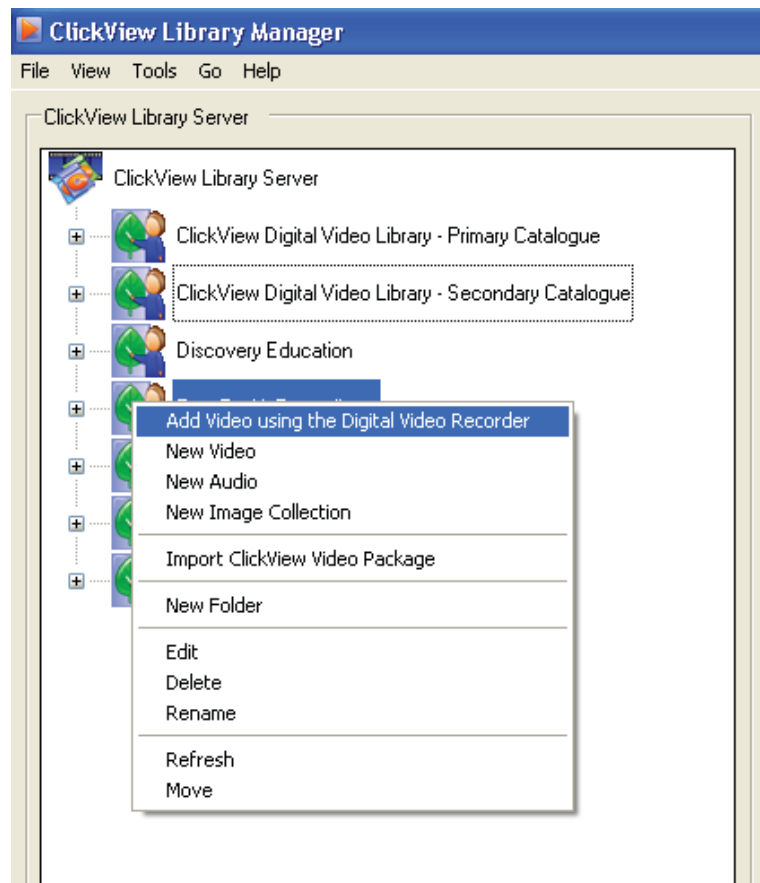 ClickView Library Manager
File View Tools Go Help
ClickView Library Server
ClickView Library Server
ClickView Digital Video Library - Primary Catalogue
ClickView Digital Video Library - Secondary Catalogue
Discovery Education
Add Video using the Digital Video Recorder
New Video
New Audio
New Image Collection
Import ClickView Video Package
New Folder
Edit
Delete
Rename
Refresh
Move